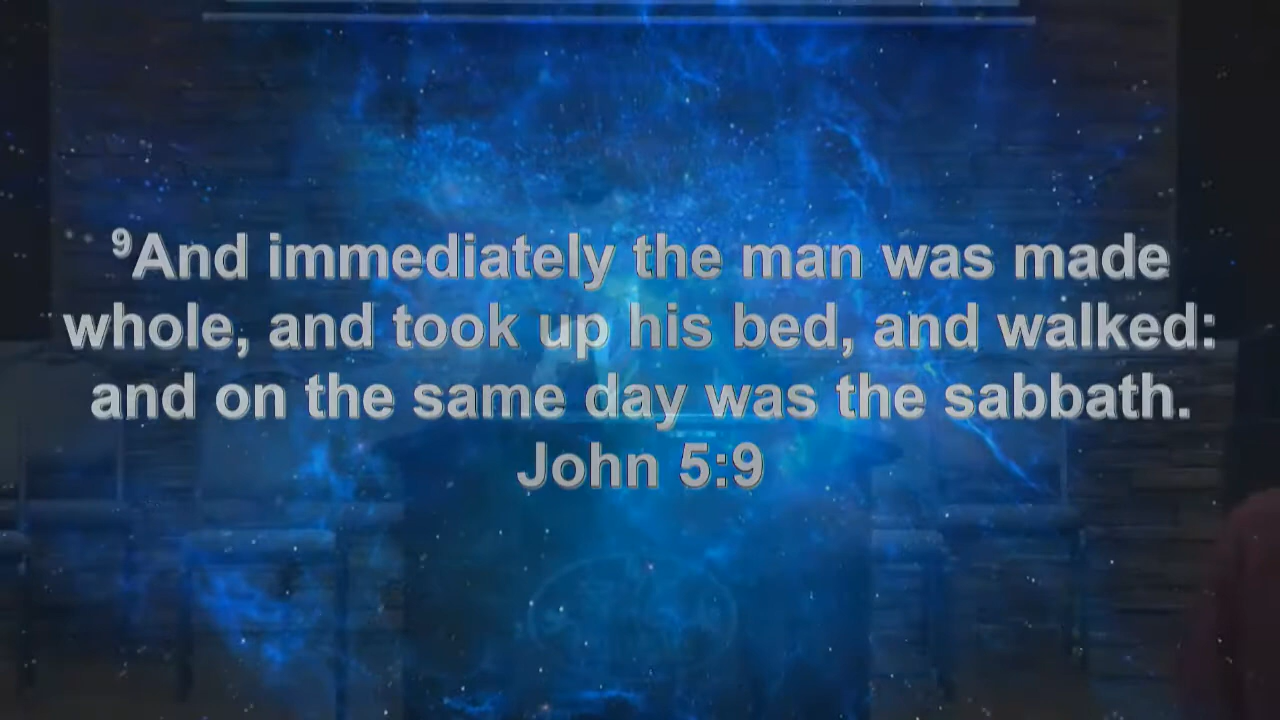 ⁹And immediately the man was made
whole, and took up his bed, and walked:
and on the same day was the sabbath.
John 5:9